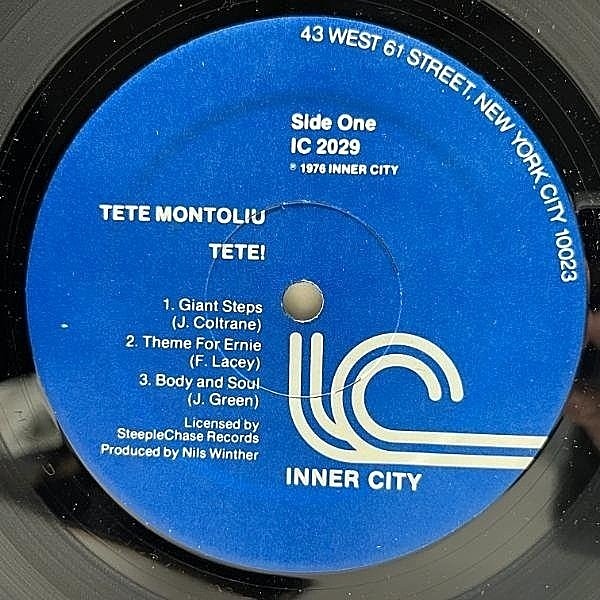 43 WEST 61 STREET, NEW YORK CITY 10023
Side One
IC 2029
℗ 1976 INNER CITY
TETE MONTOLIU
TETE!
1. Giant Steps
(J. Coltrane)
2. Theme For Ernie
(F. Lacey)
3. Body and Soul
(J. Green)
Licensed by
SteepleChase Records
Produced by Nils Winther
IC
INNER CITY